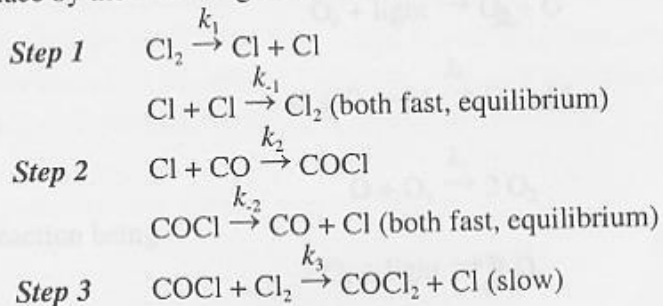 Step 1 Cl₂ →k₁ Cl + Cl
Cl + Cl →k₋₁ Cl₂ (both fast, equilibrium)
Step 2 Cl + CO →k₂ COCl
COCl →k₋₂ CO + Cl (both fast, equilibrium)
Step 3 COCl + Cl₂ →k₃ COCl₂ + Cl (slow)